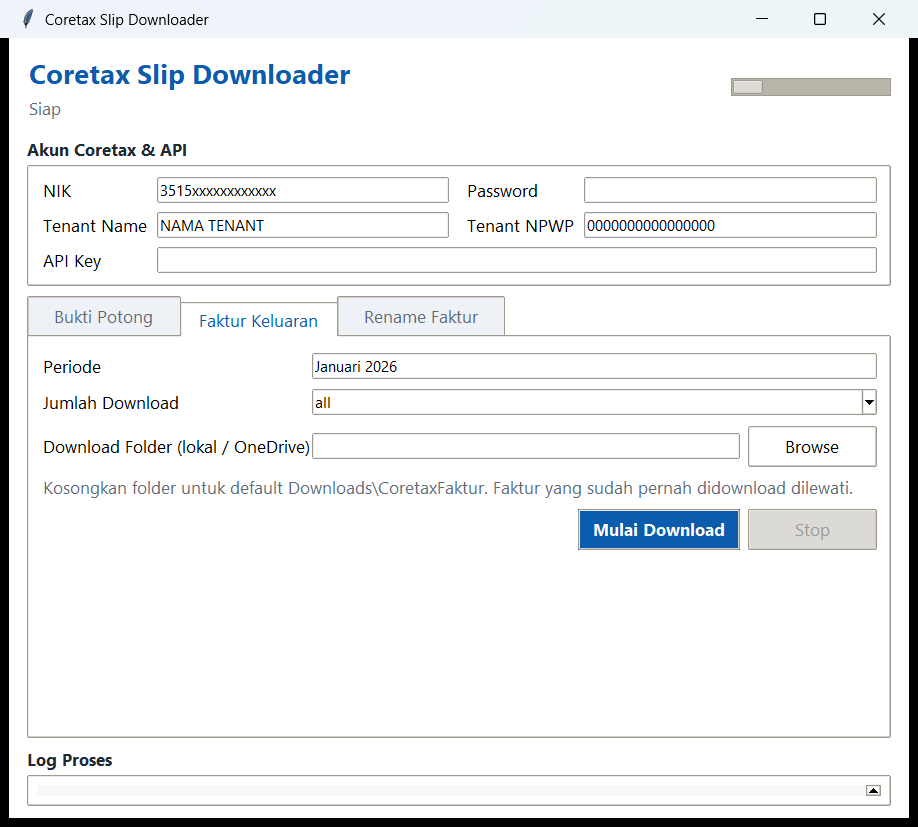 Coretax Slip Downloader
Coretax Slip Downloader
Siap
Akun Coretax & API
NIK 3515xxxxxxxxxxxx Password
Tenant Name NAMA TENANT Tenant NPWP 0000000000000000
API Key
Bukti Potong Faktur Keluaran Rename Faktur
Periode Januari 2026
Jumlah Download all
Download Folder (lokal / OneDrive) Browse
Kosongkan folder untuk default Downloads\CoretaxFaktur. Faktur yang sudah pernah didownload dilewati.
Mulai Download Stop
Log Proses